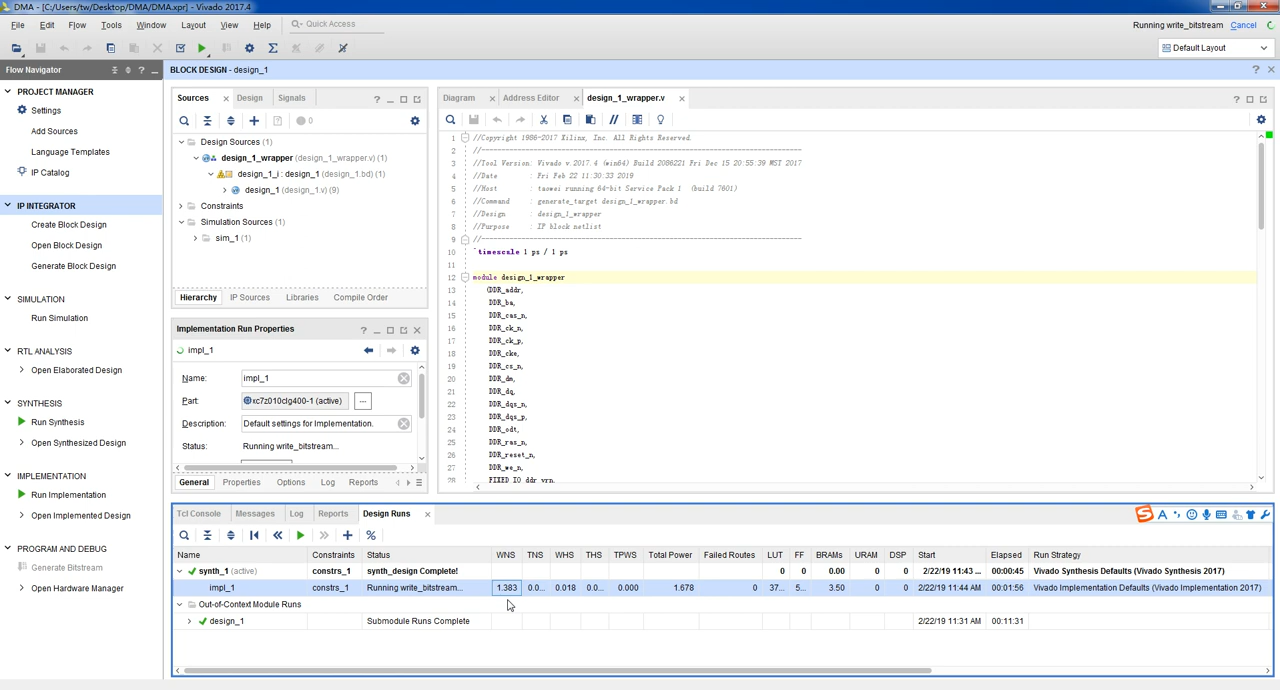 DMA - [C:/Users/tw/Desktop/DMA/DMA.xpr] - Vivado 2017.4
File Edit Flow Tools Window Layout View Help Quick Access
Running write_bitstream Cancel
Default Layout
Flow Navigator
PROJECT MANAGER
Settings
Add Sources
Language Templates
IP Catalog
IP INTEGRATOR
Create Block Design
Open Block Design
Generate Block Design
SIMULATION
Run Simulation
RTL ANALYSIS
Open Elaborated Design
SYNTHESIS
Run Synthesis
Open Synthesized Design
IMPLEMENTATION
Run Implementation
Open Implemented Design
PROGRAM AND DEBUG
Generate Bitstream
Open Hardware Manager
BLOCK DESIGN - design_1
Sources Design Signals
0
Design Sources (1)
design_1_wrapper (design_1_wrapper.v) (1)
design_1_i : design_1 (design_1.bd) (1)
design_1 (design_1.v) (9)
Constraints
Simulation Sources (1)
sim_1 (1)
Hierarchy IP Sources Libraries Compile Order
Implementation Run Properties
impl_1
Name: impl_1
Part: xc7z010clg400-1 (active)
Description: Default settings for Implementation.
Status: Running write_bitstream...
General Properties Options Log Reports
Diagram Address Editor design_1_wrapper.v
1 //Copyright 1986-2017 Xilinx, Inc. All Rights Reserved.
2 //--------------------------------------------------------------------------------
3 //Tool Version: Vivado v.2017.4 (win64) Build 2086221 Fri Dec 15 20:55:39 MST 2017
4 //Date : Fri Feb 22 11:30:33 2019
5 //Host : taowei running 64-bit Service Pack 1 (build 7601)
6 //Command : generate_target design_1_wrapper.bd
7 //Design : design_1_wrapper
8 //Purpose : IP block netlist
9 //--------------------------------------------------------------------------------
10 `timescale 1 ps / 1 ps
11
12 module design_1_wrapper
13 (DDR_addr,
14 DDR_ba,
15 DDR_cas_n,
16 DDR_ck_n,
17 DDR_ck_p,
18 DDR_cke,
19 DDR_cs_n,
20 DDR_dm,
21 DDR_dq,
22 DDR_dqs_n,
23 DDR_dqs_p,
24 DDR_odt,
25 DDR_ras_n,
26 DDR_reset_n,
27 DDR_we_n,
28 FIXED_IO_ddr_vrn,
Tcl Console Messages Log Reports Design Runs
Name Constraints Status WNS TNS WHS THS TPWS Total Power Failed Routes LUT FF BRAMs URAM DSP Start Elapsed Run Strategy
synth_1 (active) constrs_1 synth_design Complete! 0 0 0.00 0 0 2/22/19 11:43 ... 00:00:45 Vivado Synthesis Defaults (Vivado Synthesis 2017)
impl_1 constrs_1 Running write_bitstream... 1.383 0.0... 0.018 0.0... 0.000 1.678 0 37... 5... 3.50 0 0 2/22/19 11:44 AM 00:01:56 Vivado Implementation Defaults (Vivado Implementation 2017)
Out-of-Context Module Runs
design_1 Submodule Runs Complete 2/22/19 11:31 AM 00:11:31